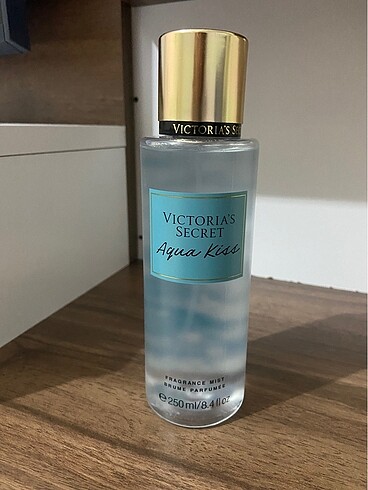 VICTORIA'S
VICTORIA'S
SECRET
Aqua Kiss
FRAGRANCE MIST
BRUME PARFUMÉE
℮ 250 ml/8.4 fl oz